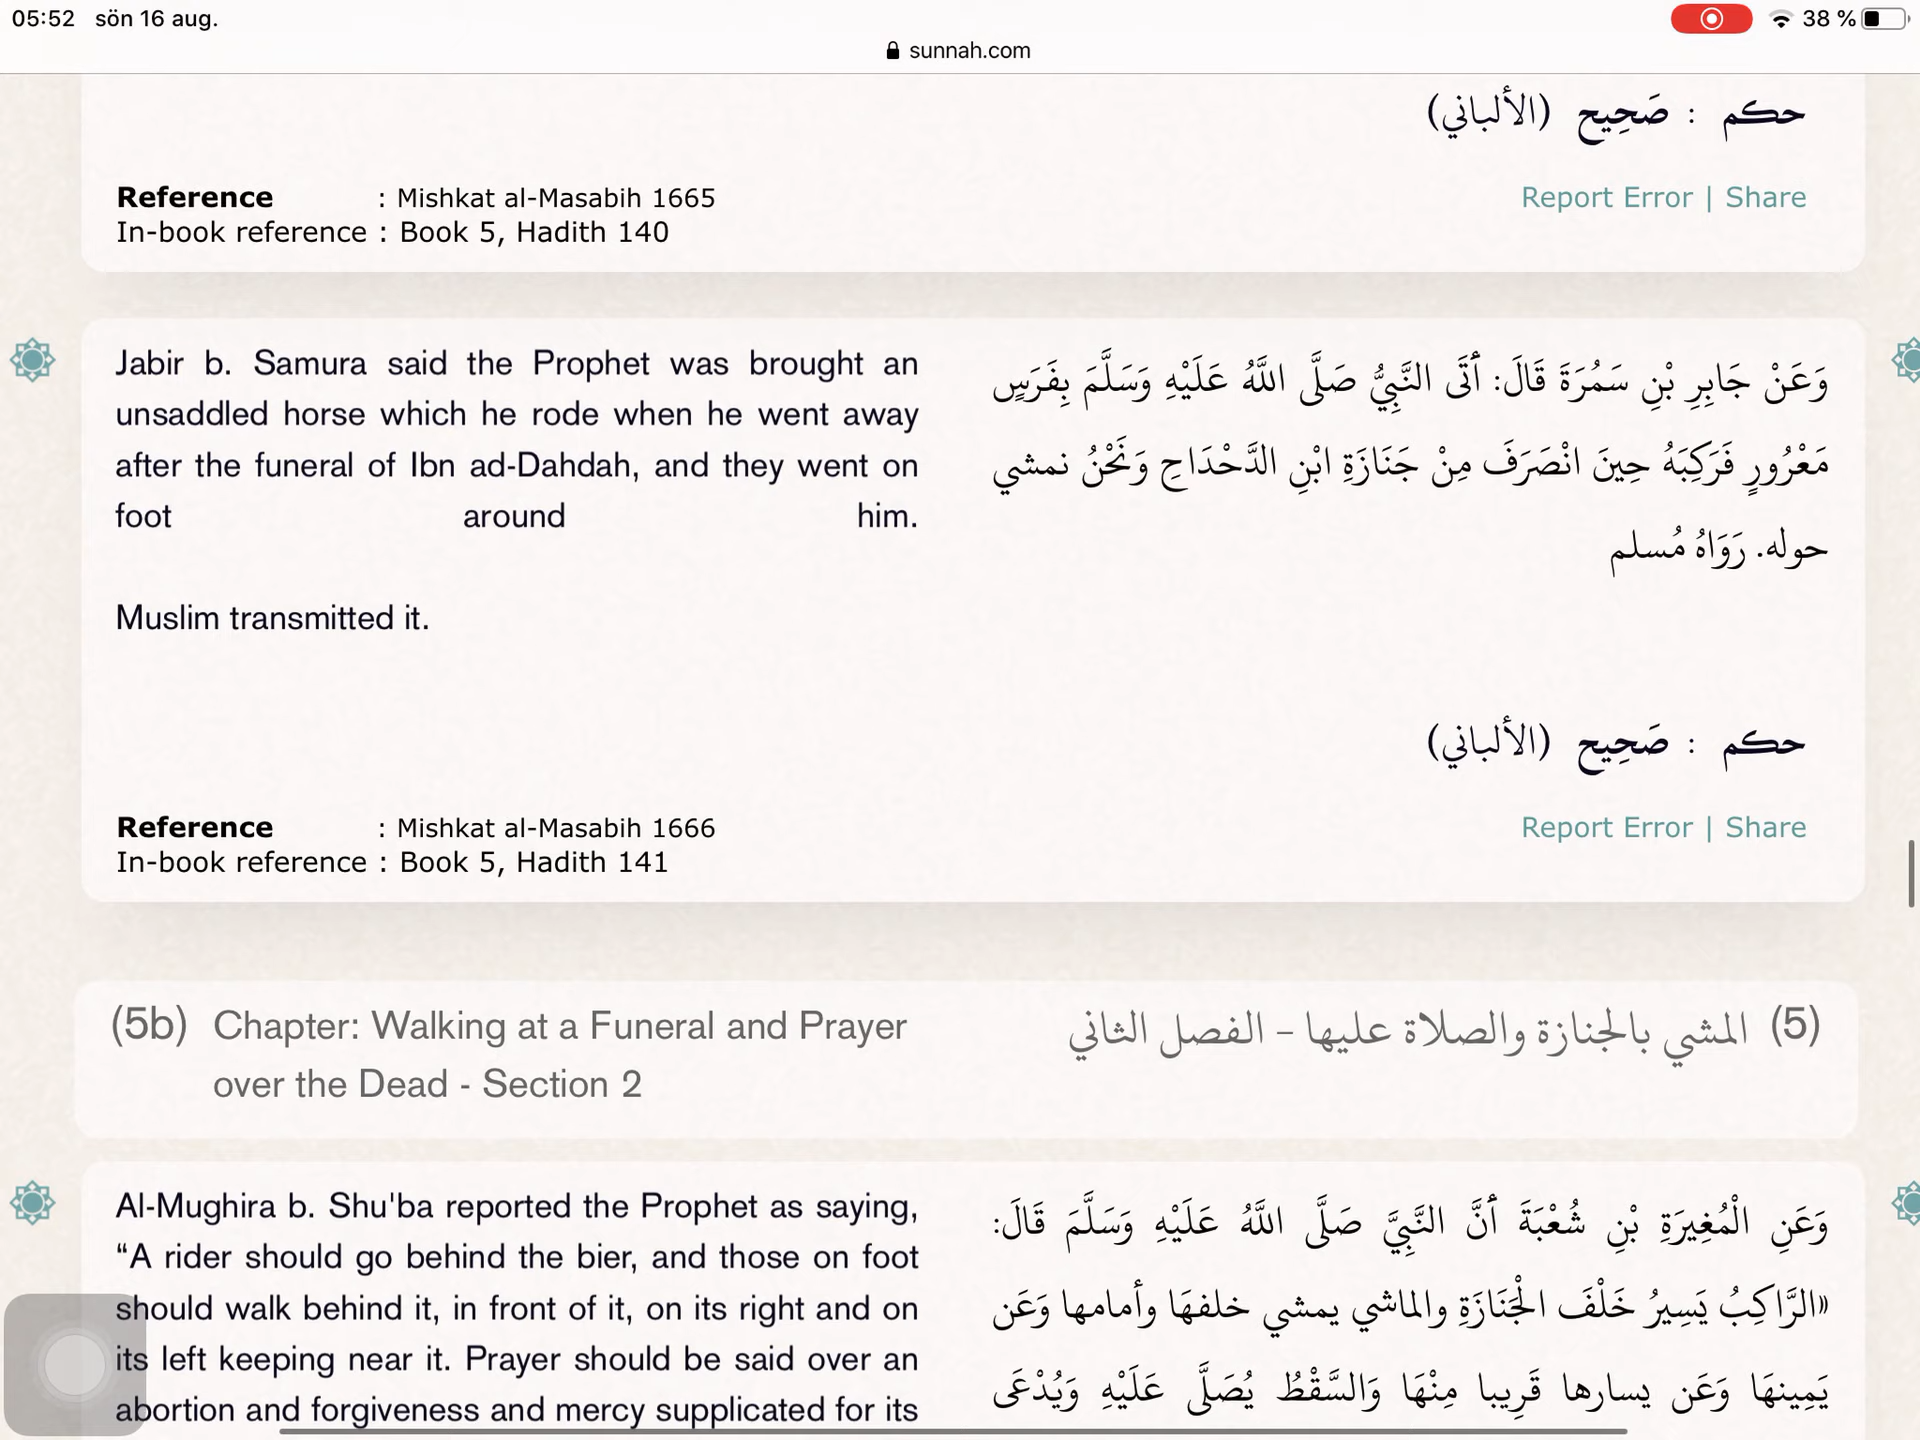 05:52 sön 16 aug.
38 %
sunnah.com
حكم : صَحِيح (الألباني)
Reference : Mishkat al-Masabih 1665
In-book reference : Book 5, Hadith 140
Report Error | Share
Jabir b. Samura said the Prophet was brought an
unsaddled horse which he rode when he went away
after the funeral of Ibn ad-Dahdah, and they went on
foot around him.
Muslim transmitted it.
وَعَنْ جَابِرِ بْنِ سَمُرَةَ قَالَ: أَتَى النَّبِيُّ صَلَّى اللَّهُ عَلَيْهِ وَسَلَّمَ بِفَرَسٍ
مَعْرُورٍ فَرَكِبَهُ حِينَ انْصَرَفَ مِنْ جَنَازَةِ ابْنِ الدَّحْدَاحِ وَنَحْنُ نمشي
حوله. رَوَاهُ مُسلم
حكم : صَحِيح (الألباني)
Reference : Mishkat al-Masabih 1666
In-book reference : Book 5, Hadith 141
Report Error | Share
(5b) Chapter: Walking at a Funeral and Prayer
over the Dead - Section 2
(5) المشي بالجنازة والصلاة عليها - الفصل الثاني
Al-Mughira b. Shu'ba reported the Prophet as saying,
“A rider should go behind the bier, and those on foot
should walk behind it, in front of it, on its right and on
its left keeping near it. Prayer should be said over an
abortion and forgiveness and mercy supplicated for its
وَعَنِ الْمُغِيرَةِ بْنِ شُعْبَةَ أَنَّ النَّبِيَّ صَلَّى اللَّهُ عَلَيْهِ وَسَلَّمَ قَالَ:
«الرَّاكِبُ يَسِيرُ خَلْفَ الْجَنَازَةِ والماشي يمشي خلفهَا وأمامها وَعَن
يَمِينهَا وَعَن يسارها قَرِيبا مِنْهَا وَالسَّقْطُ يُصَلَّى عَلَيْهِ وَيُدْعَى